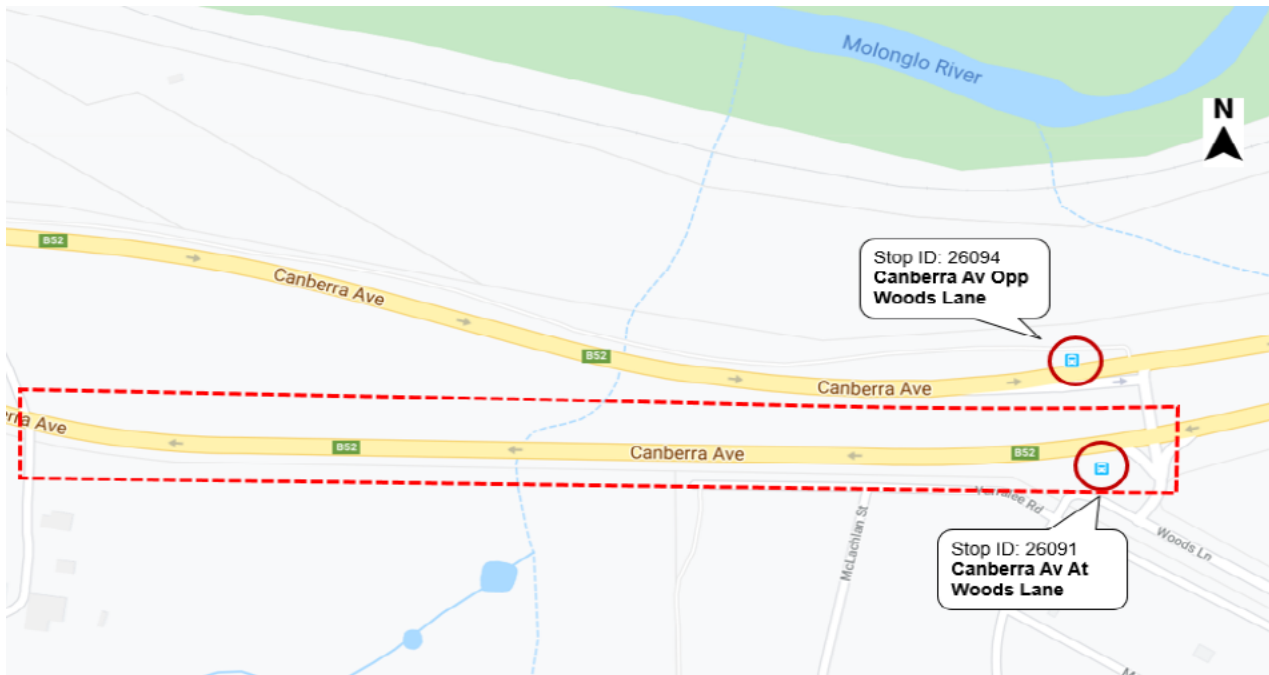 Molonglo River
N
B52
Stop ID: 26094
Canberra Av Opp
Woods Lane
Canberra Ave
B52
Canberra Ave
Ave
B52
Canberra Ave
B52
Rd
McLachlan St
Woods Ln
Stop ID: 26091
Canberra Av At
Woods Lane